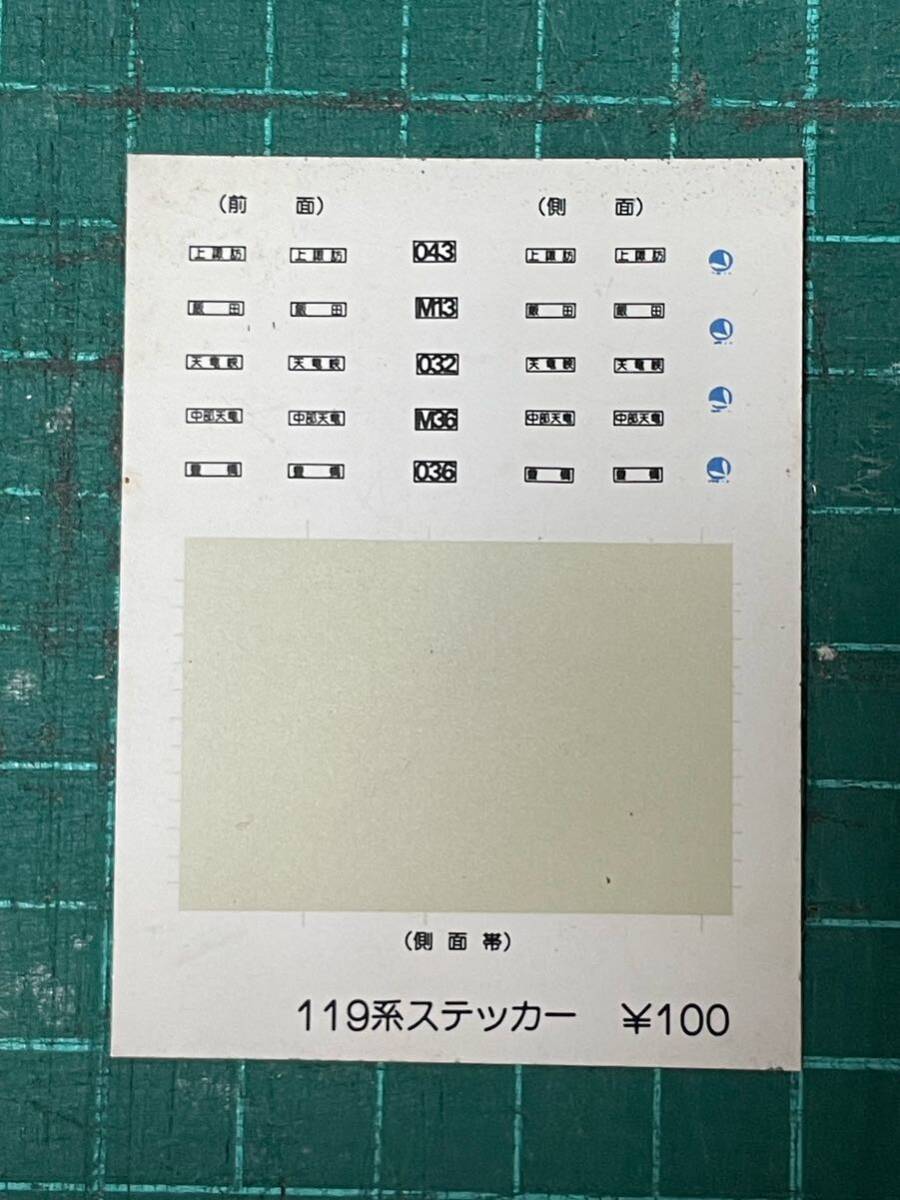 （前　面）　（側　面）
上諏訪　上諏訪　043　上諏訪　上諏訪
飯田　飯田　M13　飯田　飯田
天竜峡　天竜峡　032　天竜峡　天竜峡
中部天竜　中部天竜　M36　中部天竜　中部天竜
豊橋　豊橋　036　豊橋　豊橋
（側 面 帯）
119系ステッカー　¥100